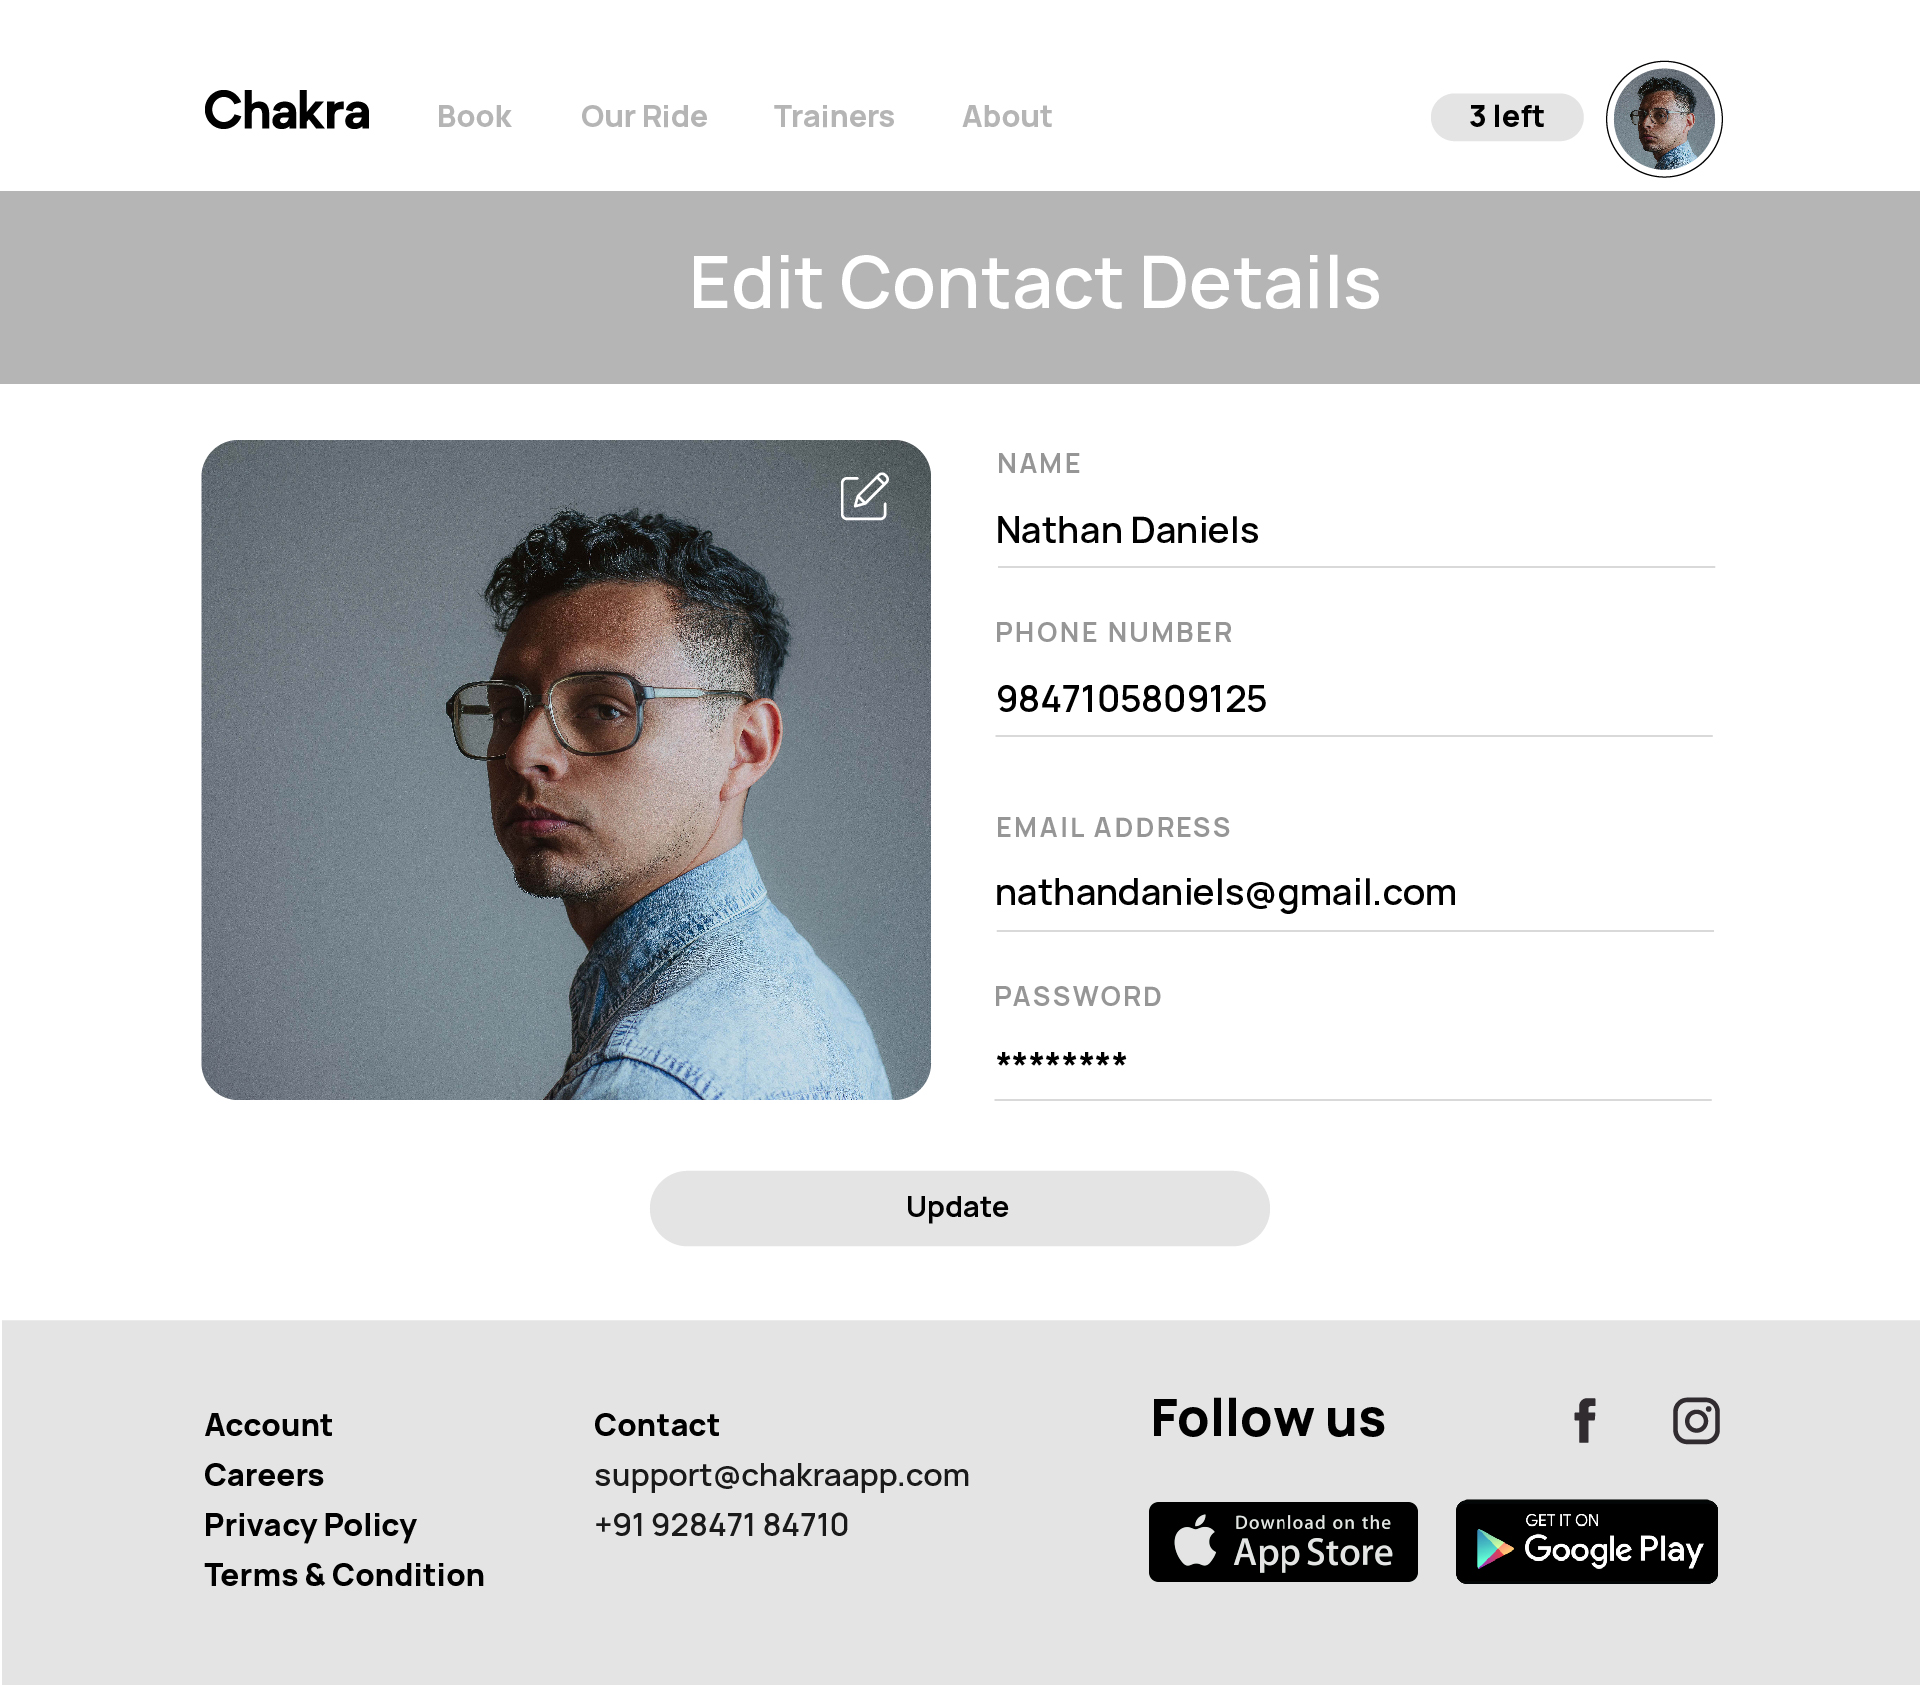 Chakra
Book
Our Ride
Trainers
About
3 left
Edit Contact Details
NAME
Nathan Daniels
PHONE NUMBER
9847105809125
EMAIL ADDRESS
nathandaniels@gmail.com
PASSWORD
********
Update
Account
Careers
Privacy Policy
Terms & Condition
Contact
support@chakraapp.com
+91 928471 84710
Follow us
Download on the
App Store
GET IT ON
Google Play